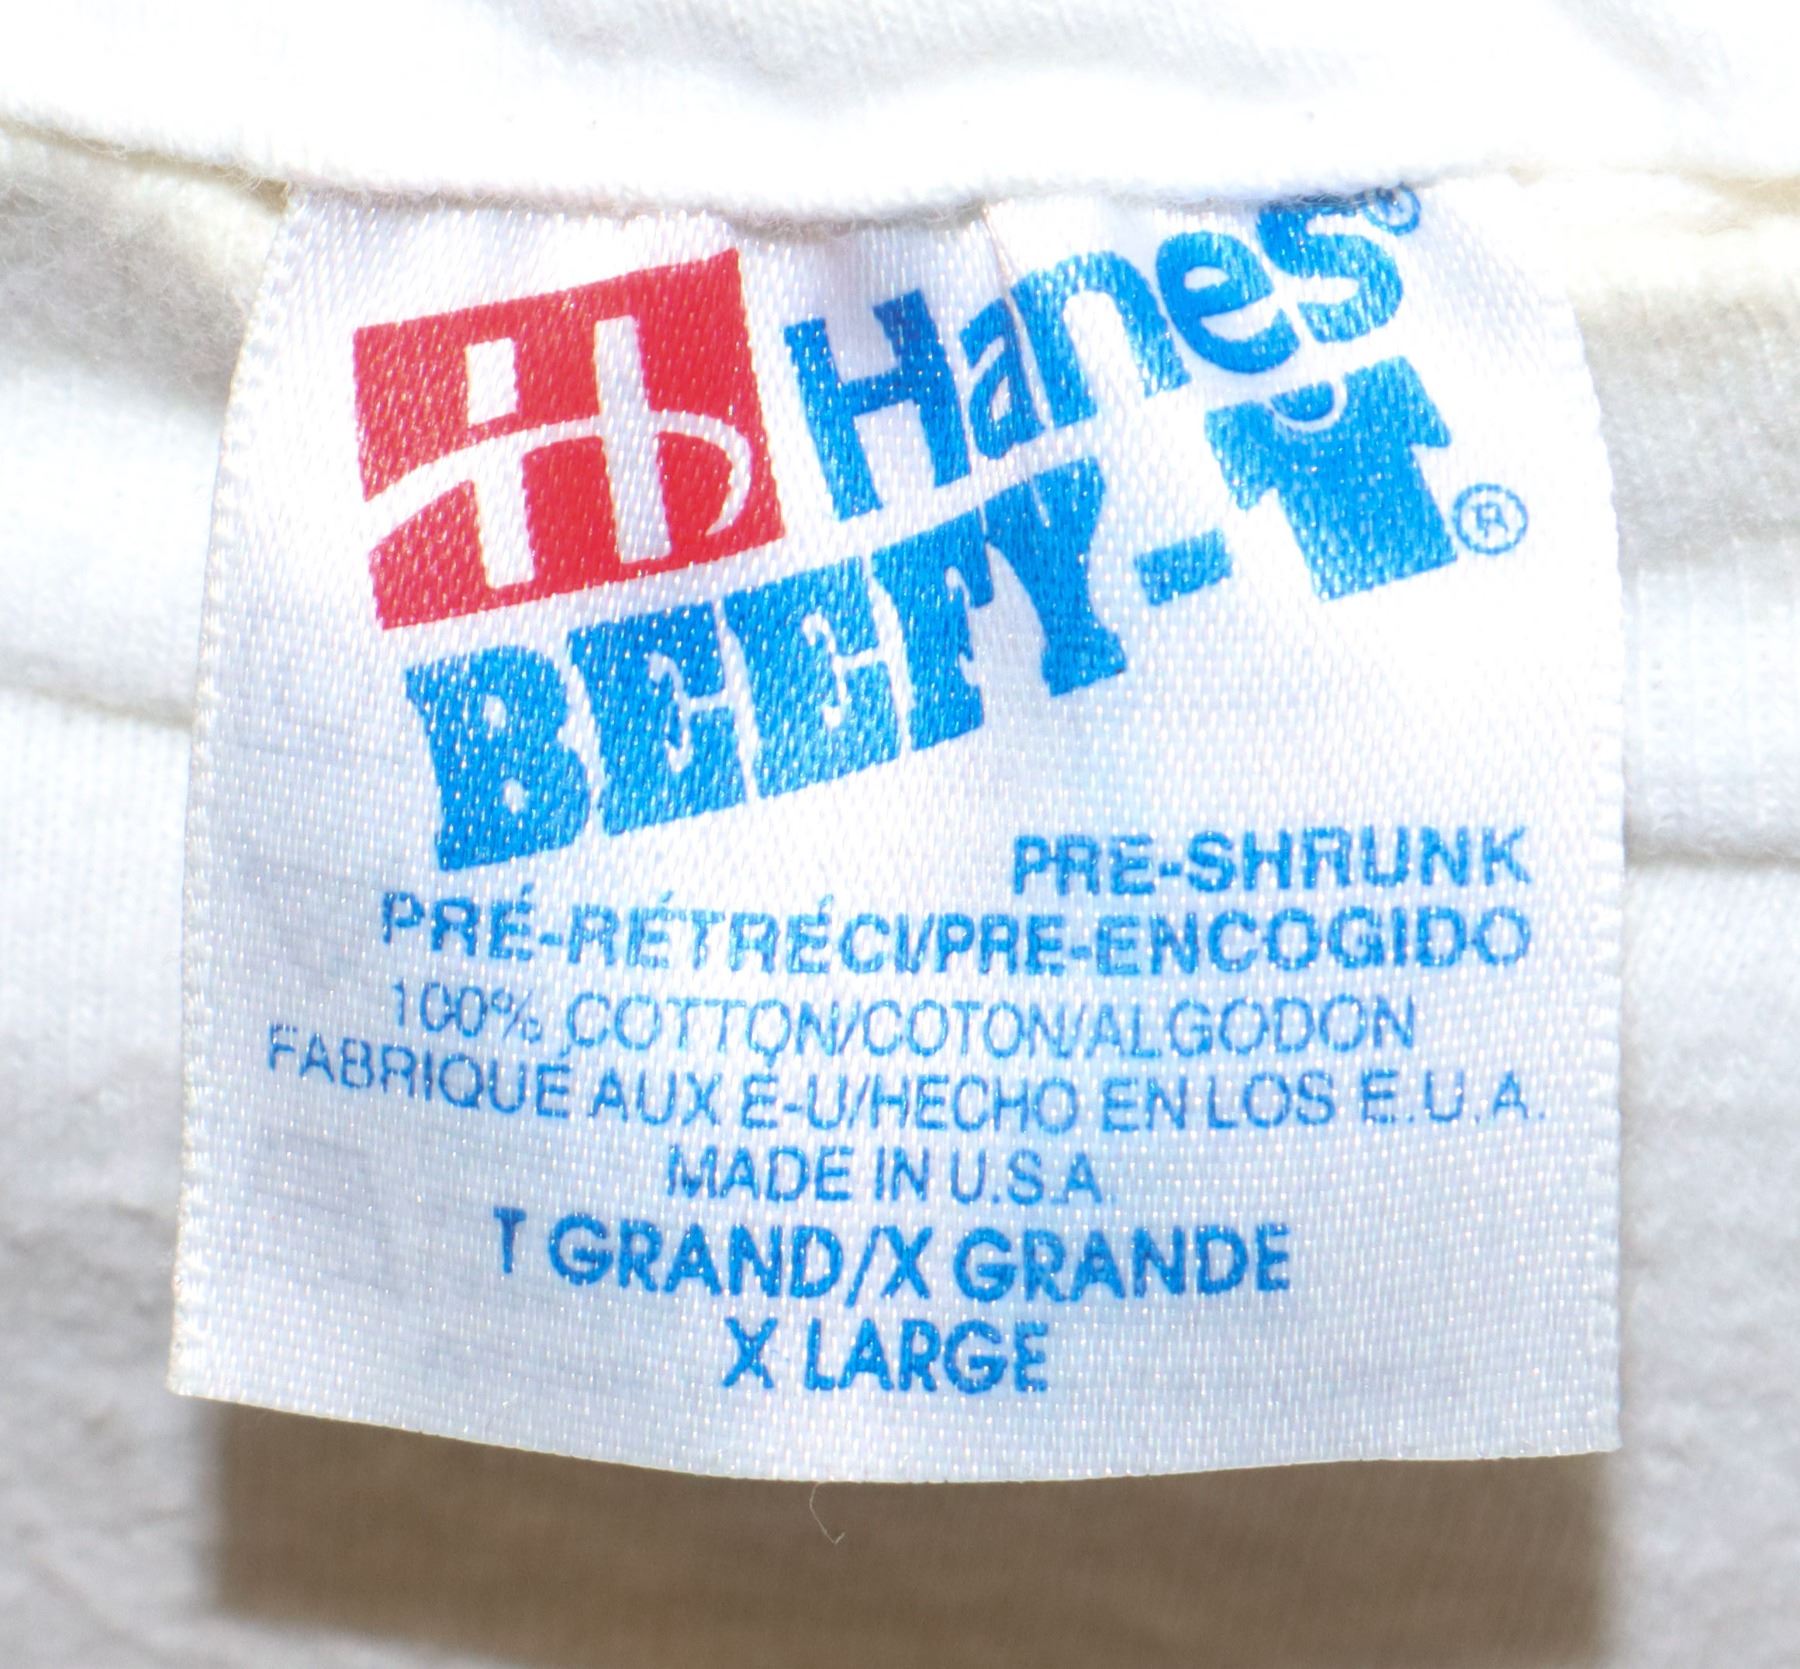 Hanes®
BEEFY-T®
PRE-SHRUNK
PRÉ-RÉTRÉCI/PRE-ENCOGIDO
100% COTTON/COTON/ALGODON
FABRIQUÉ AUX É-U/HECHO EN LOS E.U.A.
MADE IN U.S.A
T GRAND/X GRANDE
X LARGE